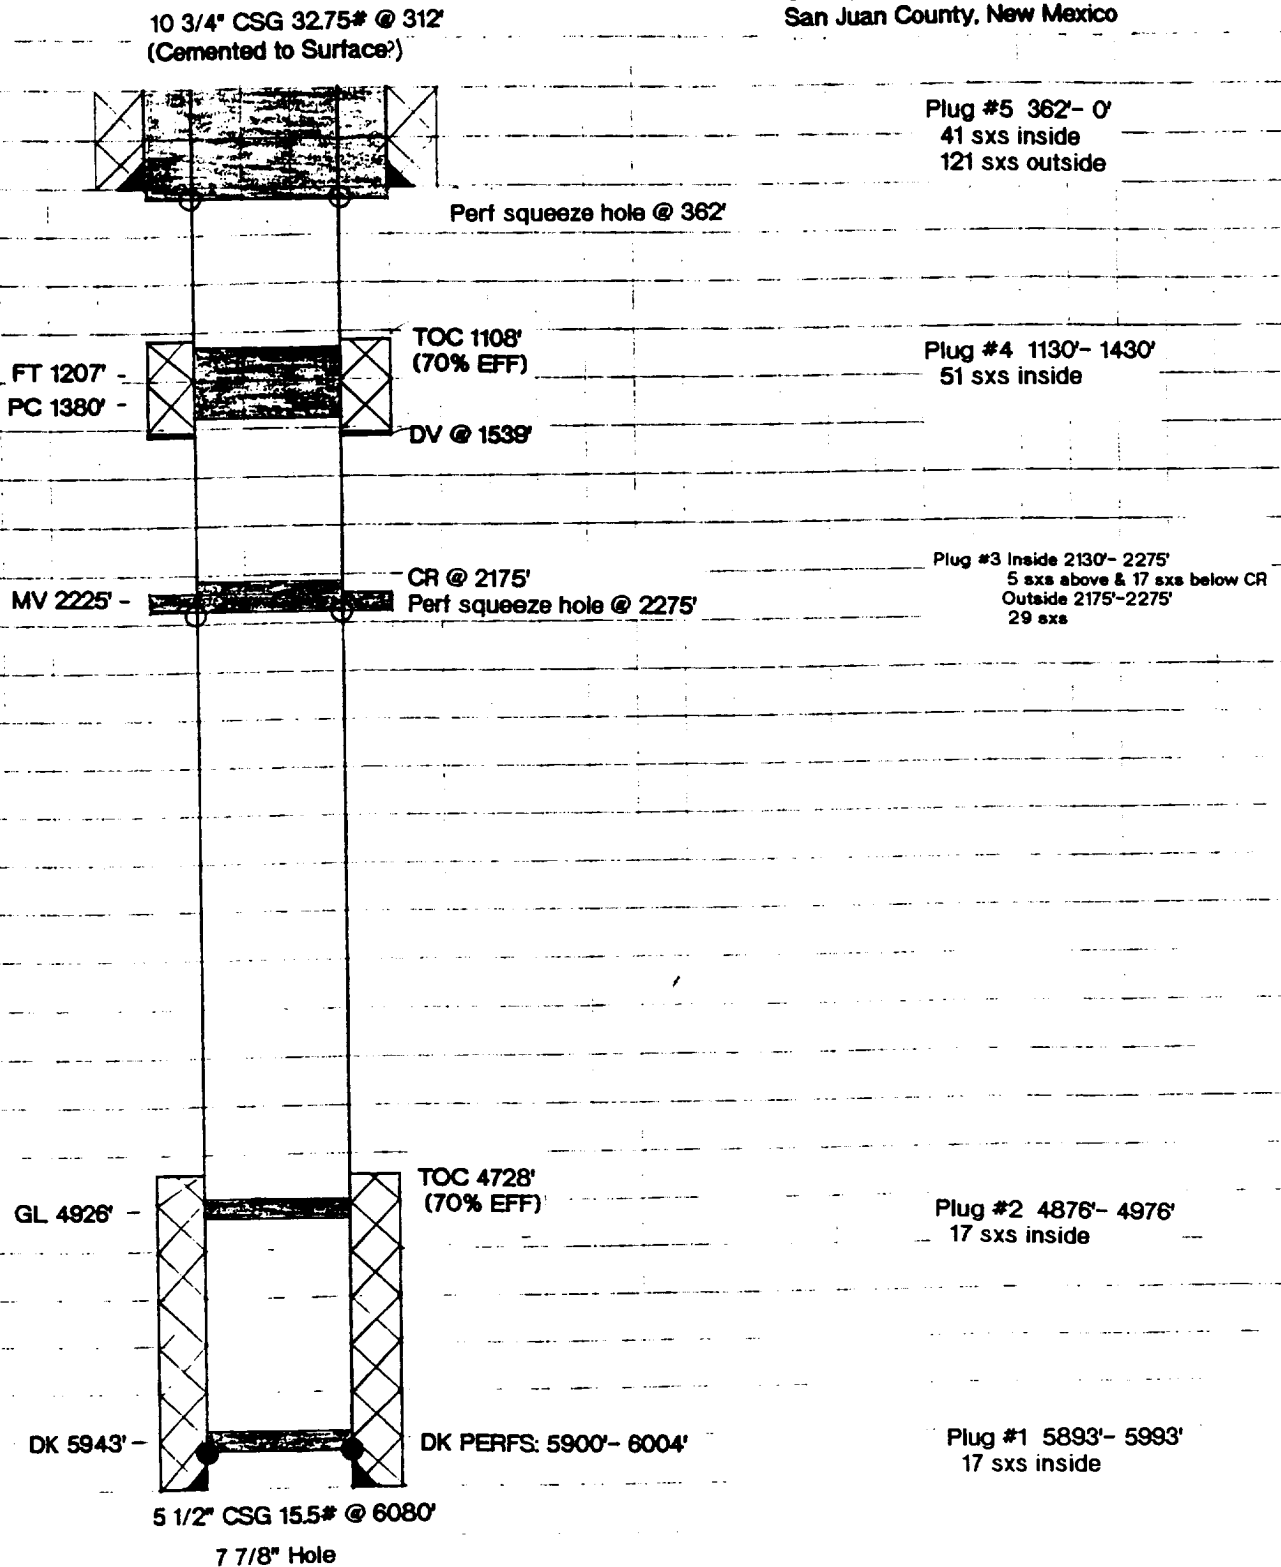 10 3/4" CSG 32.75# @ 312'
(Cemented to Surface?)
San Juan County, New Mexico
Plug #5 362'- 0'
41 sxs inside
121 sxs outside
Perf squeeze hole @ 362'
TOC 1108'
(70% EFF)
FT 1207' -
PC 1380' -
DV @ 1539'
Plug #4 1130'- 1430'
51 sxs inside
CR @ 2175'
MV 2225' -
Perf squeeze hole @ 2275'
Plug #3 Inside 2130'- 2275'
5 sxs above & 17 sxs below CR
Outside 2175'-2275'
29 sxs
TOC 4728'
(70% EFF)
GL 4926' -
Plug #2 4876'- 4976'
17 sxs inside
DK 5943' -
DK PERFS: 5900'- 6004'
Plug #1 5893'- 5993'
17 sxs inside
5 1/2" CSG 15.5# @ 6080'
7 7/8" Hole